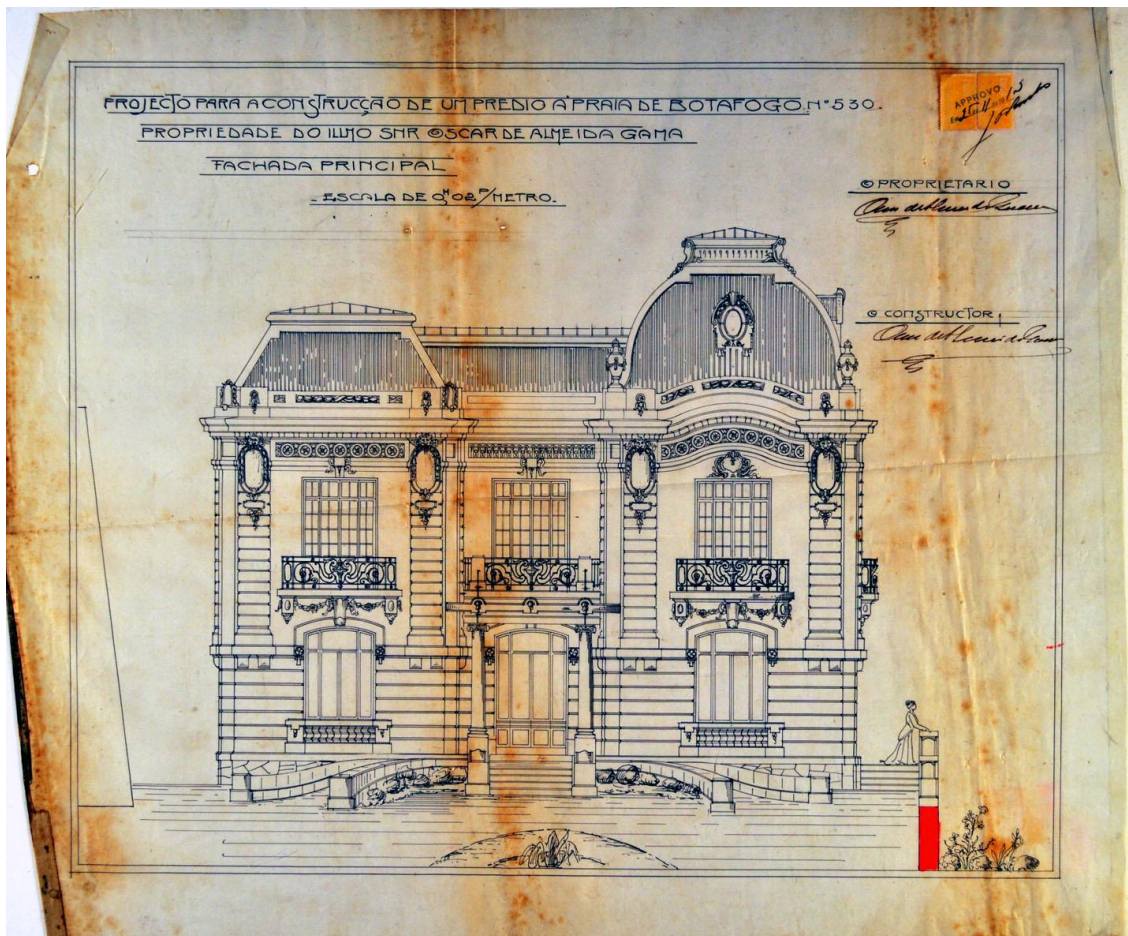 PROJECTO PARA A CONSTRUCÇÃO DE UM PREDIO A' PRAIA DE BOTAFOGO. Nº 530.
PROPRIEDADE DO ILLMO SNR OSCAR DE ALMEIDA GAMA
FACHADA PRINCIPAL
ESCALA DE 0,M 02 P/METRO.
APPROVO
O PROPRIETARIO
O CONSTRUCTOR